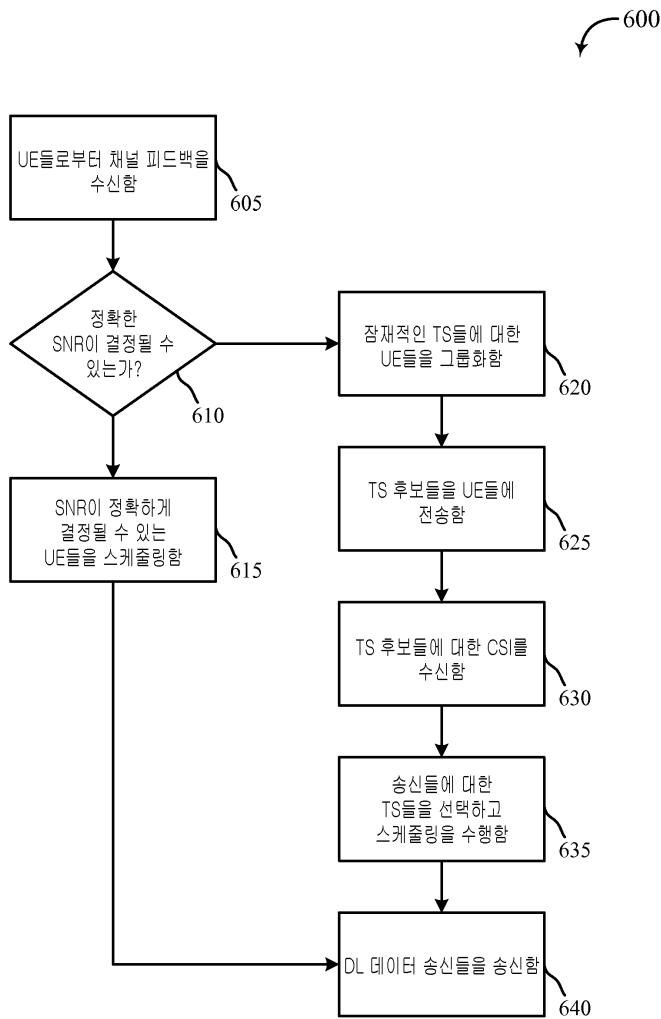 600
UE들로부터 채널 피드백을
수신함
605
정확한
SNR이 결정될 수
있는가?
610
SNR이 정확하게
결정될 수 있는
UE들을 스케줄링함
615
잠재적인 TS들에 대한
UE들을 그룹화함
620
TS 후보들을 UE들에
전송함
625
TS 후보들에 대한 CSI를
수신함
630
송신들에 대한
TS들을 선택하고
스케줄링을 수행함
635
DL 데이터 송신들을 송신함
640